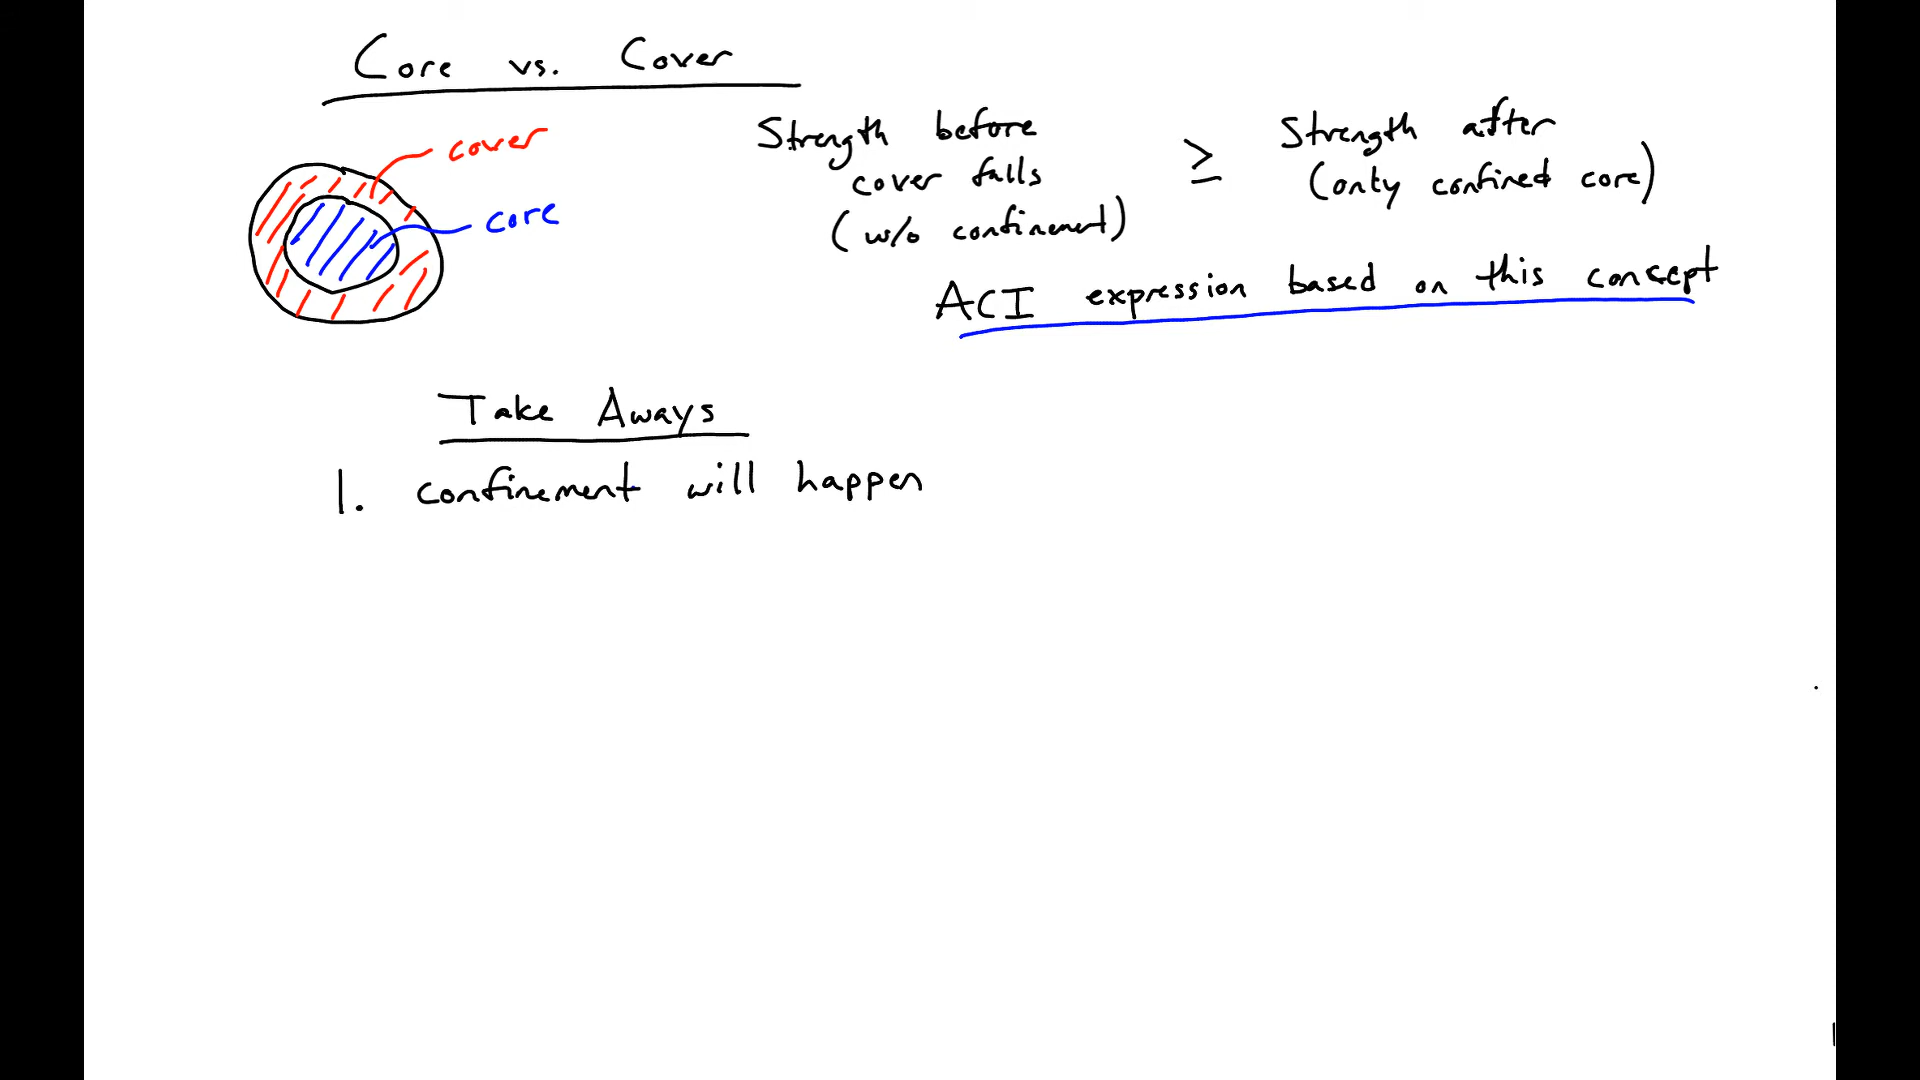 Core vs. Cover
cover
core
Strength before
cover falls
(w/o confinement)
≥
Strength after
(only confined core)
ACI expression based on this concept
Take Aways
1. confinement will happen